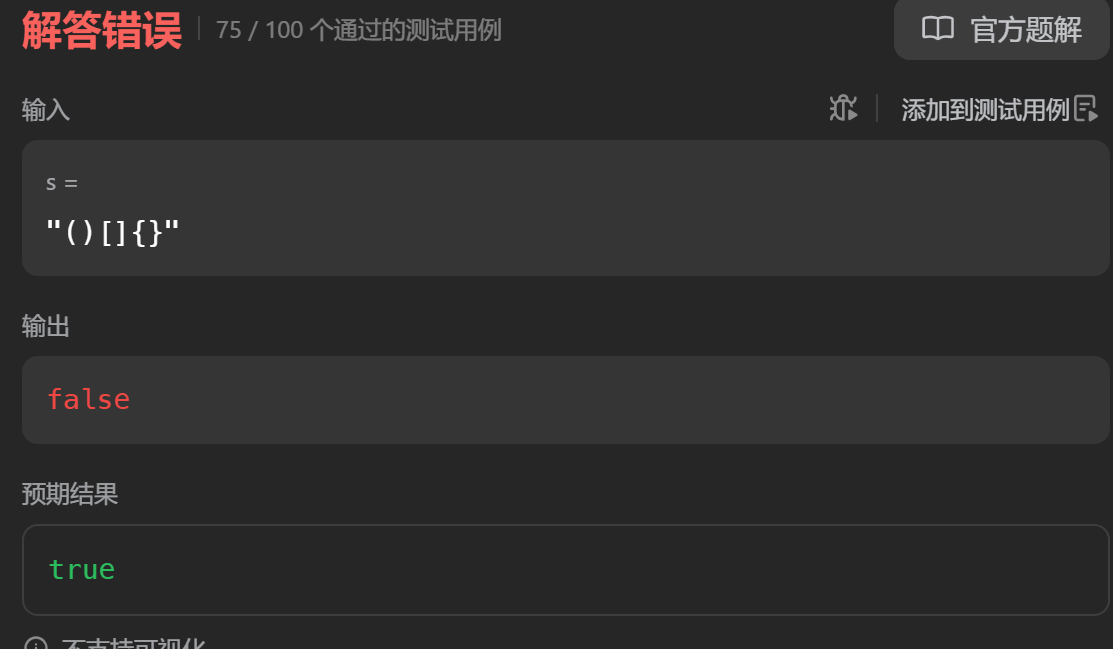 解答错误 75 / 100 个通过的测试用例 官方题解
输入 添加到测试用例
s =
"()[]{}"
输出
false
预期结果
true
不支持可视化